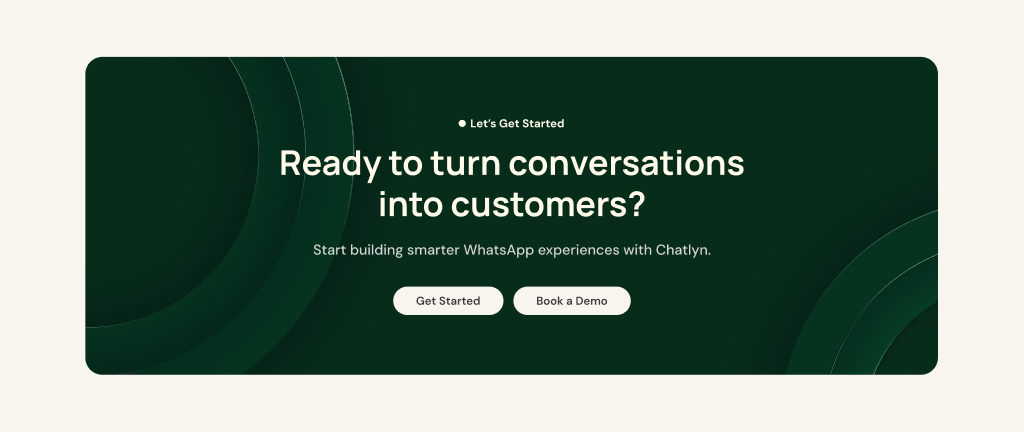 Let’s Get Started
Ready to turn conversations
into customers?
Start building smarter WhatsApp experiences with Chatlyn.
Get Started
Book a Demo